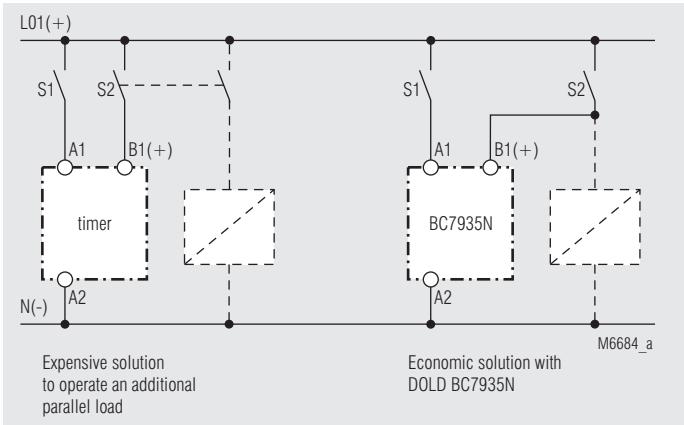 L01(+)
S1
S2
S1
S2
A1
B1(+)
A1
B1(+)
timer
BC7935N
A2
A2
N(-)
M6684_a
Expensive solution
to operate an additional
parallel load
Economic solution with
DOLD BC7935N